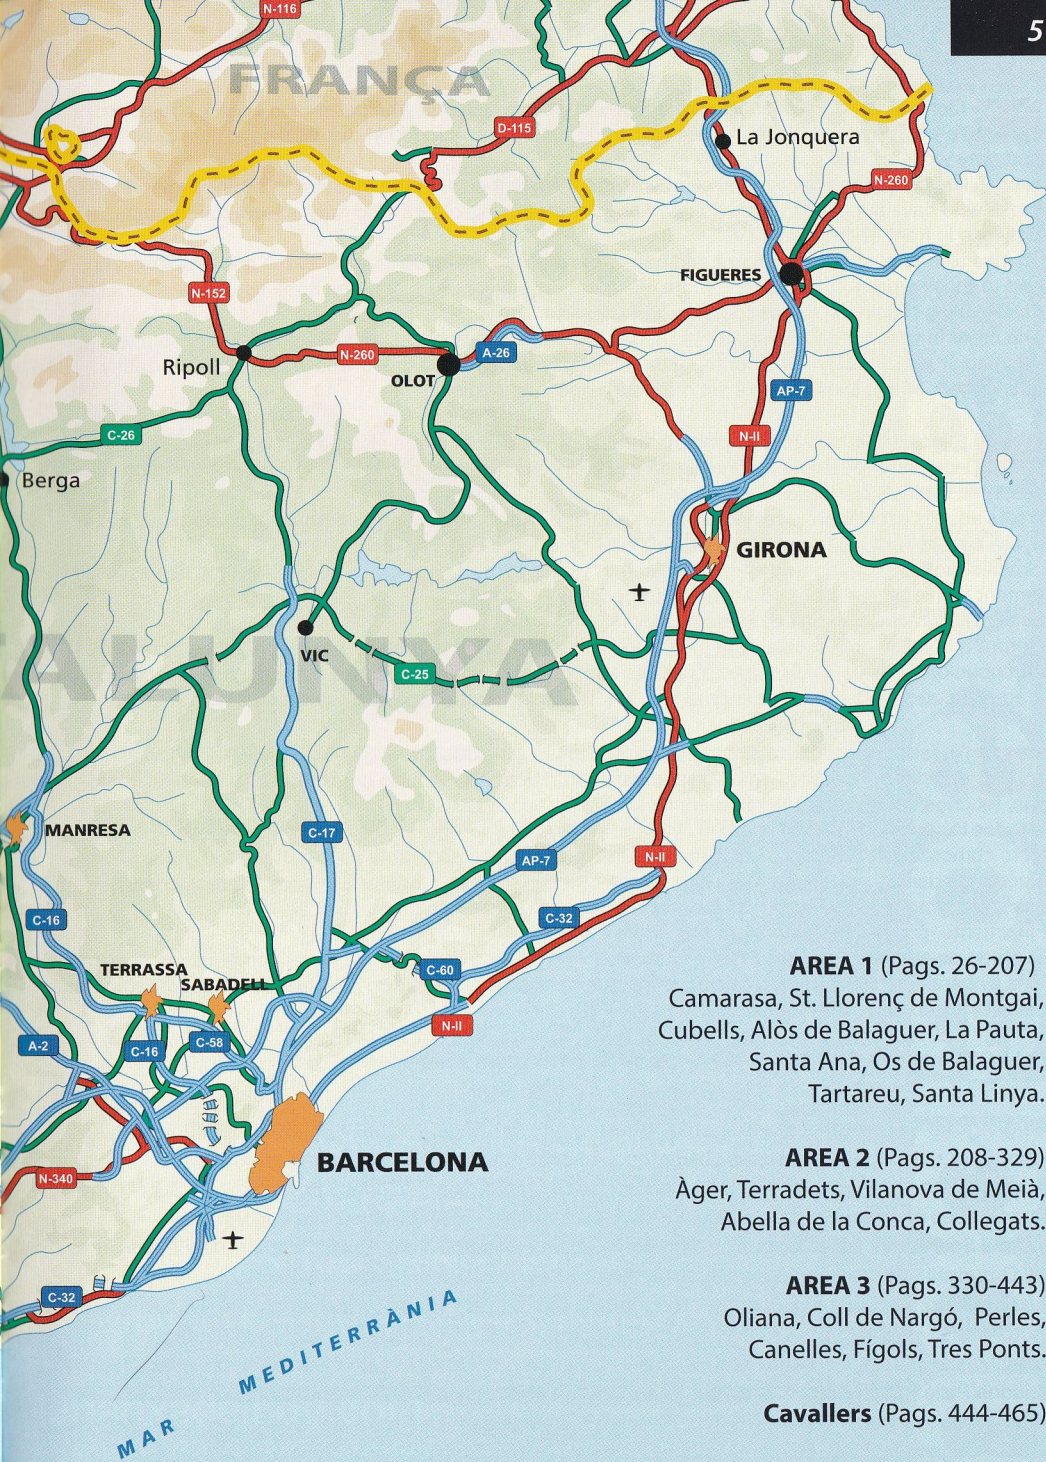 N-116
5
FRANÇA
D-115
La Jonquera
N-260
FIGUERES
N-152
Ripoll
N-260
A-26
OLOT
AP-7
C-26
N-II
Berga
GIRONA
VIC
C-25
ALUNYA
MANRESA
C-17
AP-7
N-II
C-16
C-32
TERRASSA
SABADELL
C-60
N-II
A-2
C-16
C-58
BARCELONA
N-340
C-32
MAR MEDITERRÀNIA
AREA 1 (Pags. 26-207)
Camarasa, St. Llorenç de Montgai,
Cubells, Alòs de Balaguer, La Pauta,
Santa Ana, Os de Balaguer,
Tartareu, Santa Linya.
AREA 2 (Pags. 208-329)
Àger, Terradets, Vilanova de Meià,
Abella de la Conca, Collegats.
AREA 3 (Pags. 330-443)
Oliana, Coll de Nargó, Perles,
Canelles, Fígols, Tres Ponts.
Cavallers (Pags. 444-465)